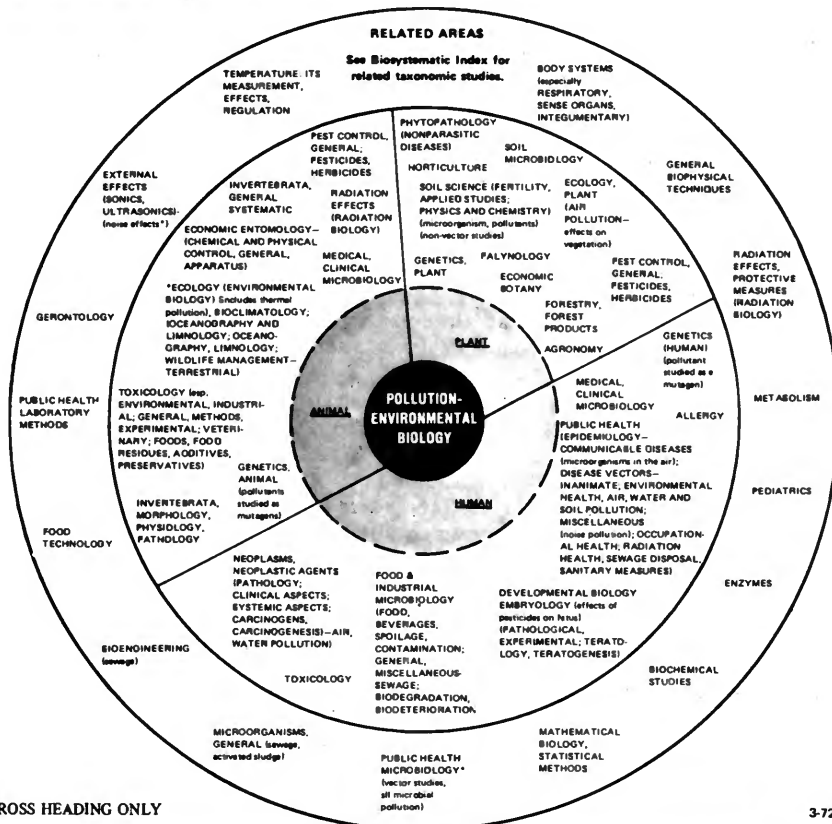 RELATED AREAS
See Biosystematic Index for
related taxonomic studies.
TEMPERATURE: ITS
MEASUREMENT,
EFFECTS,
REGULATION
BODY SYSTEMS
(especially
RESPIRATORY,
SENSE ORGANS,
INTEGUMENTARY)
EXTERNAL
EFFECTS
(SONICS,
ULTRASONICS)-
(noise effects*)
GENERAL
BIOPHYSICAL
TECHNIQUES
GERONTOLOGY
RADIATION
EFFECTS,
PROTECTIVE
MEASURES
(RADIATION
BIOLOGY)
PUBLIC HEALTH
LABORATORY
METHODS
METABOLISM
FOOD
TECHNOLOGY
PEDIATRICS
ENZYMES
BIOENGINEERING
(sewage)
BIOCHEMICAL
STUDIES
MICROORGANISMS,
GENERAL (sewage,
activated sludge)
PUBLIC HEALTH
MICROBIOLOGY*
(vector studies,
all microbial
pollution)
MATHEMATICAL
BIOLOGY,
STATISTICAL
METHODS
PEST CONTROL,
GENERAL;
PESTICIDES,
HERBICIDES
INVERTEBRATA,
GENERAL
SYSTEMATIC
RADIATION
EFFECTS
(RADIATION
BIOLOGY)
ECONOMIC ENTOMOLOGY—
(CHEMICAL AND PHYSICAL
CONTROL, GENERAL,
APPARATUS)
MEDICAL,
CLINICAL
MICROBIOLOGY
*ECOLOGY (ENVIRONMENTAL
BIOLOGY) (includes thermal
pollution), BIOCLIMATOLOGY;
IOCEANOGRAPHY AND
LIMNOLOGY; OCEANO-
GRAPHY, LIMNOLOGY;
WILDLIFE MANAGEMENT—
TERRESTRIAL)
TOXICOLOGY (esp.
ENVIRONMENTAL, INDUSTRI-
AL; GENERAL, METHODS,
EXPERIMENTAL; VETERI-
NARY; FOODS, FOOD
RESIDUES, ADDITIVES,
PRESERVATIVES)
GENETICS,
ANIMAL
(pollutants
studied as
mutagens)
INVERTEBRATA,
MORPHOLOGY,
PHYSIOLOGY,
PATHOLOGY
PHYTOPATHOLOGY
(NONPARASITIC
DISEASES)
SOIL
MICROBIOLOGY
HORTICULTURE
SOIL SCIENCE (FERTILITY,
APPLIED STUDIES;
PHYSICS AND CHEMISTRY)
(microorganism, pollutants)
(non-vector studies)
ECOLOGY,
PLANT
(AIR
POLLUTION—
effects on
vegetation)
GENETICS,
PLANT
PALYNOLOGY
ECONOMIC
BOTANY
PEST CONTROL,
GENERAL;
PESTICIDES,
HERBICIDES
FORESTRY,
FOREST
PRODUCTS
AGRONOMY
GENETICS
(HUMAN)
(pollutant
studied as a
mutagen)
MEDICAL,
CLINICAL
MICROBIOLOGY
ALLERGY
PUBLIC HEALTH
(EPIDEMIOLOGY—
COMMUNICABLE DISEASES
(microorganisms in the air);
DISEASE VECTORS—
INANIMATE; ENVIRONMENTAL
HEALTH, AIR, WATER AND
SOIL POLLUTION;
MISCELLANEOUS
(noise pollution); OCCUPATION-
AL HEALTH; RADIATION
HEALTH, SEWAGE DISPOSAL,
SANITARY MEASURES)
NEOPLASMS,
NEOPLASTIC AGENTS
(PATHOLOGY;
CLINICAL ASPECTS;
SYSTEMIC ASPECTS;
CARCINOGENS,
CARCINOGENESIS)—AIR,
WATER POLLUTION)
TOXICOLOGY
FOOD &
INDUSTRIAL
MICROBIOLOGY
(FOOD,
BEVERAGES,
SPOILAGE,
CONTAMINATION;
GENERAL,
MISCELLANEOUS-
SEWAGE;
BIODEGRADATION,
BIODETERIORATION
DEVELOPMENTAL BIOLOGY
EMBRYOLOGY (effects of
pesticides on fetus)
(PATHOLOGICAL,
EXPERIMENTAL; TERATO-
LOGY, TERATOGENESIS)
PLANT
ANIMAL
HUMAN
POLLUTION-
ENVIRONMENTAL
BIOLOGY
ROSS HEADING ONLY
3-72